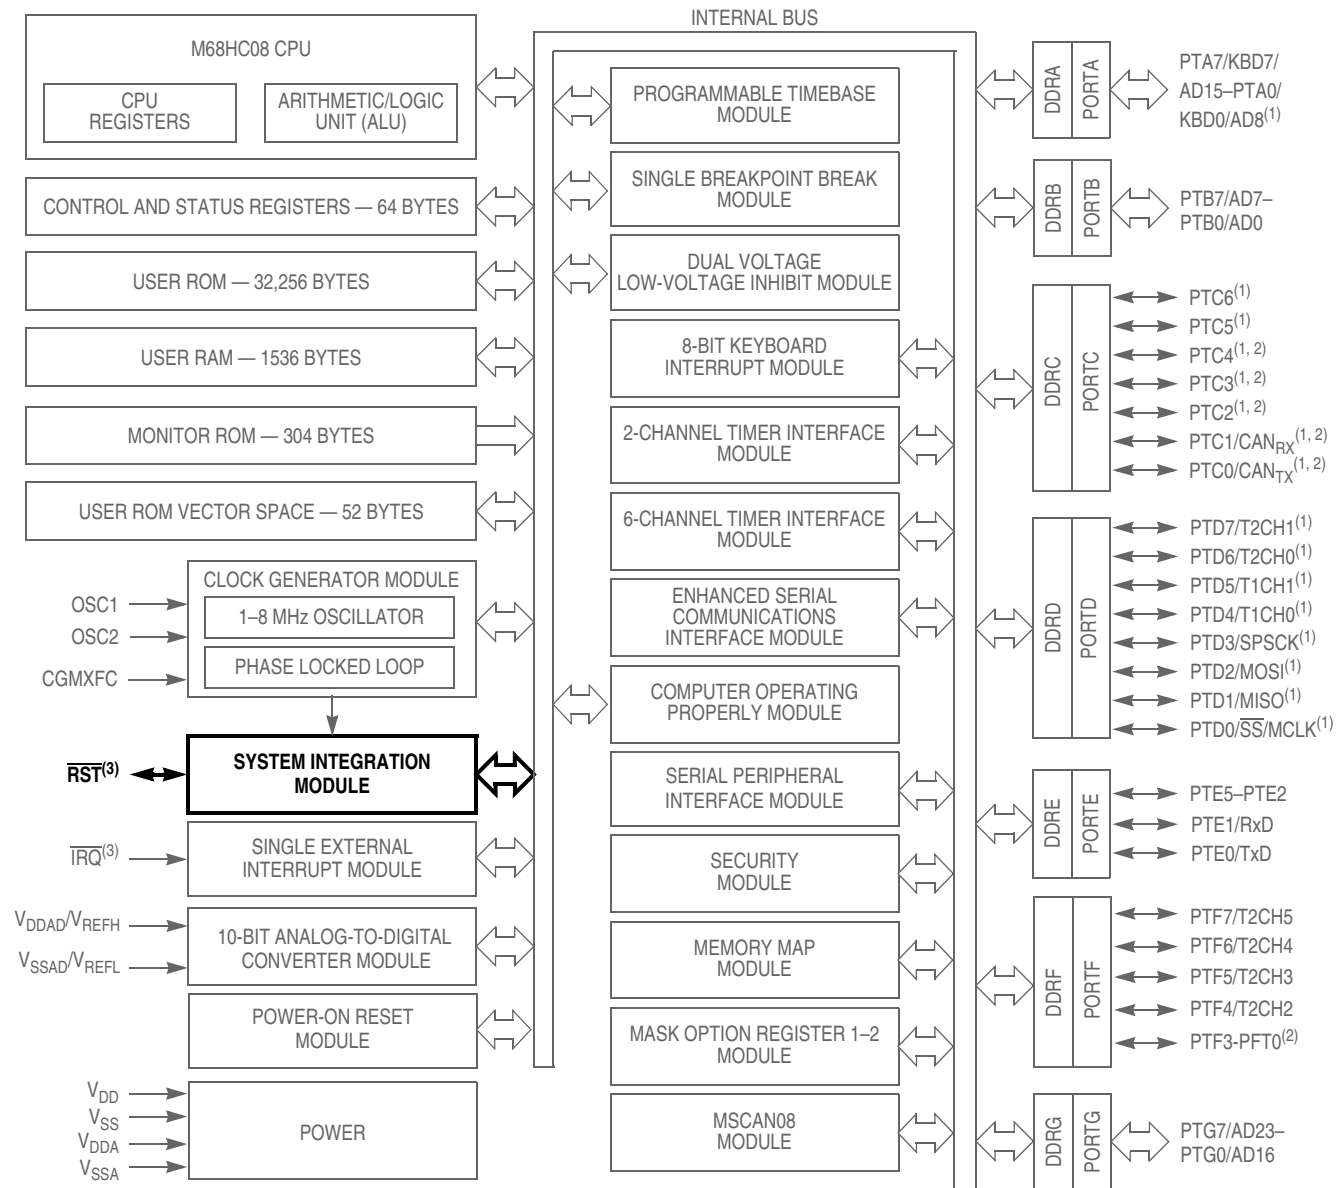 INTERNAL BUS
M68HC08 CPU
CPU
REGISTERS
ARITHMETIC/LOGIC
UNIT (ALU)
CONTROL AND STATUS REGISTERS — 64 BYTES
USER ROM — 32,256 BYTES
USER RAM — 1536 BYTES
MONITOR ROM — 304 BYTES
USER ROM VECTOR SPACE — 52 BYTES
CLOCK GENERATOR MODULE
1–8 MHz OSCILLATOR
PHASE LOCKED LOOP
OSC1
OSC2
CGMXFC
SYSTEM INTEGRATION
MODULE
RST(3)
SINGLE EXTERNAL
INTERRUPT MODULE
IRQ(3)
10-BIT ANALOG-TO-DIGITAL
CONVERTER MODULE
VDDAD/VREFH
VSSAD/VREFL
POWER-ON RESET
MODULE
POWER
VDD
VSS
VDDA
VSSA
PROGRAMMABLE TIMEBASE
MODULE
SINGLE BREAKPOINT BREAK
MODULE
DUAL VOLTAGE
LOW-VOLTAGE INHIBIT MODULE
8-BIT KEYBOARD
INTERRUPT MODULE
2-CHANNEL TIMER INTERFACE
MODULE
6-CHANNEL TIMER INTERFACE
MODULE
ENHANCED SERIAL
COMMUNICATIONS
INTERFACE MODULE
COMPUTER OPERATING
PROPERLY MODULE
SERIAL PERIPHERAL
INTERFACE MODULE
SECURITY
MODULE
MEMORY MAP
MODULE
MASK OPTION REGISTER 1–2
MODULE
MSCAN08
MODULE
DDRA
PORTA
PTA7/KBD7/
AD15–PTA0/
KBD0/AD8(1)
DDRB
PORTB
PTB7/AD7–
PTB0/AD0
DDRC
PORTC
PTC6(1)
PTC5(1)
PTC4(1, 2)
PTC3(1, 2)
PTC2(1, 2)
PTC1/CANRX(1, 2)
PTC0/CANTX(1, 2)
DDRD
PORTD
PTD7/T2CH1(1)
PTD6/T2CH0(1)
PTD5/T1CH1(1)
PTD4/T1CH0(1)
PTD3/SPSCK(1)
PTD2/MOSI(1)
PTD1/MISO(1)
PTD0/SS/MCLK(1)
DDRE
PORTE
PTE5–PTE2
PTE1/RxD
PTE0/TxD
DDRF
PORTF
PTF7/T2CH5
PTF6/T2CH4
PTF5/T2CH3
PTF4/T2CH2
PTF3-PFT0(2)
DDRG
PORTG
PTG7/AD23–
PTG0/AD16